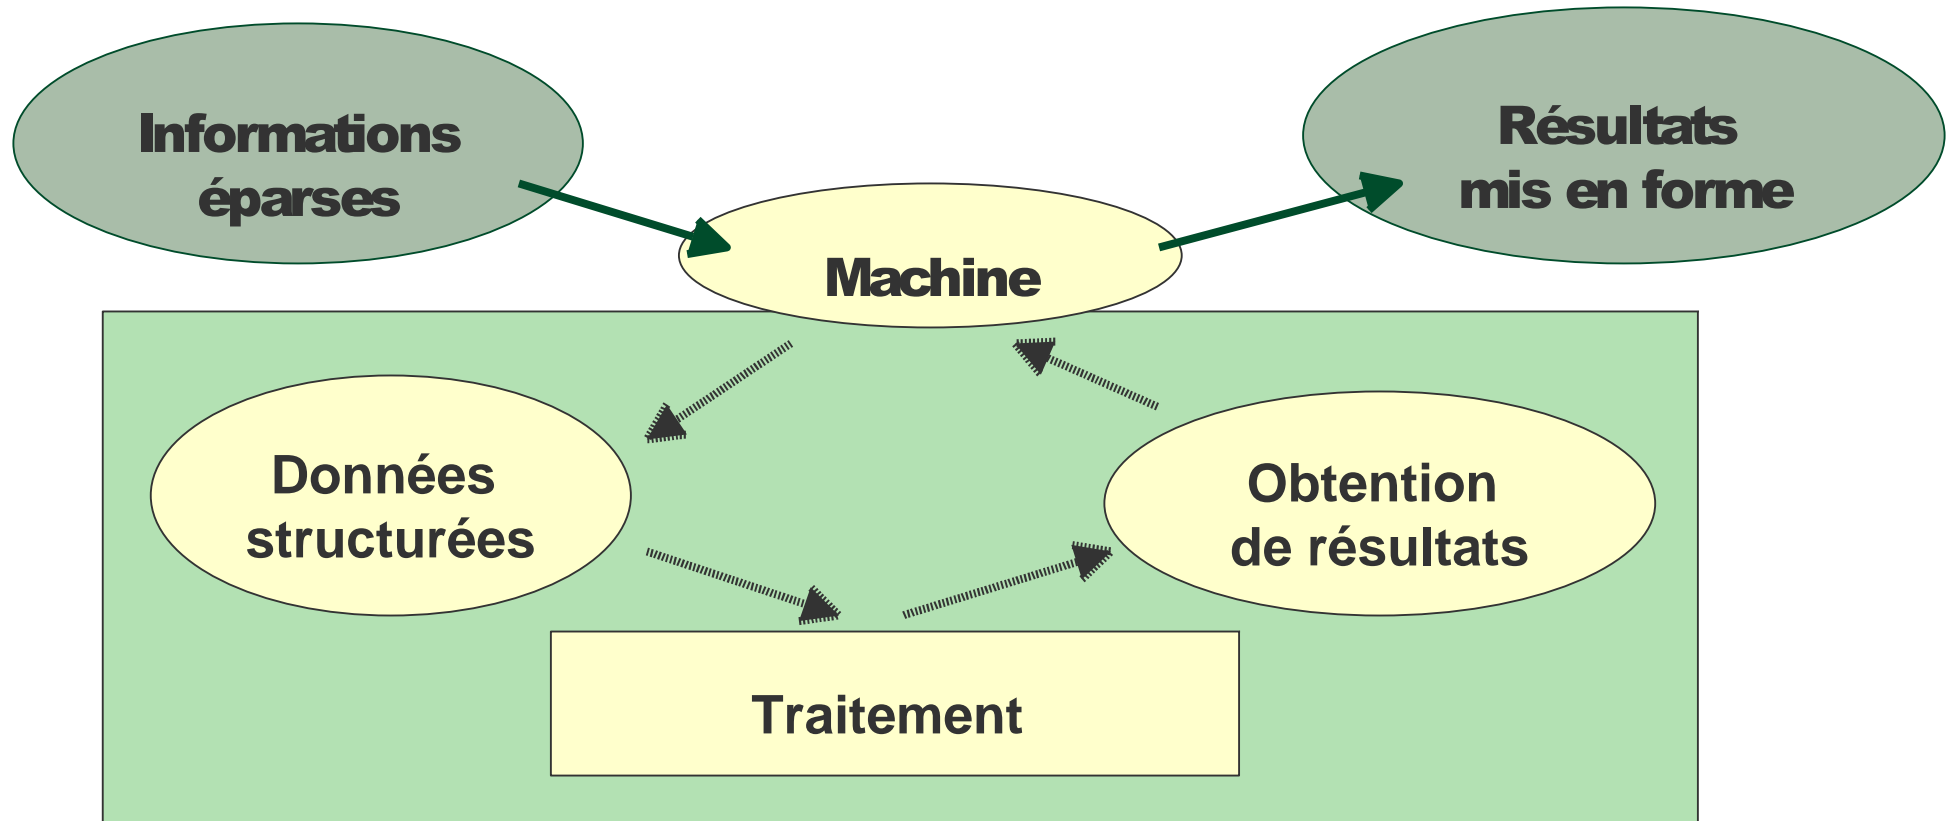 Informations
éparses
Résultats
mis en forme
Machine
Données
structurées
Obtention
de résultats
Traitement